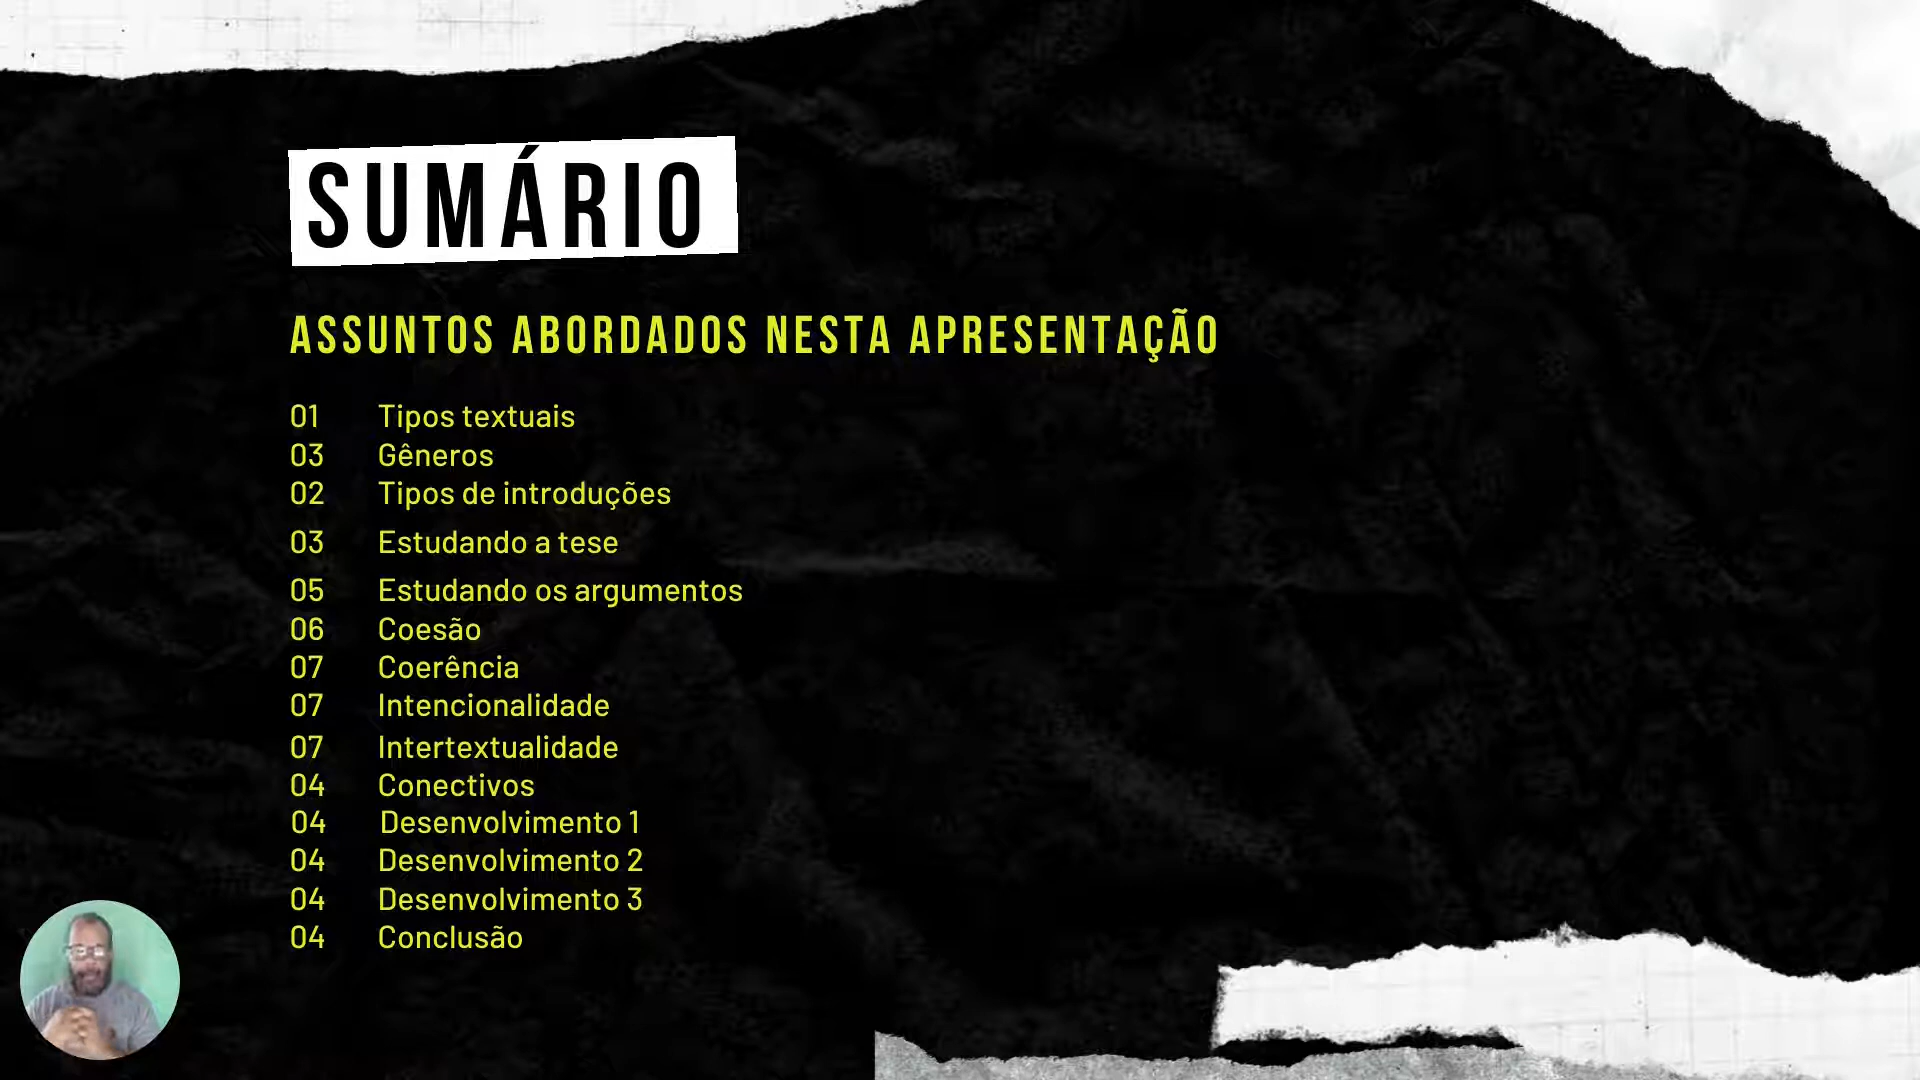 SUMÁRIO
ASSUNTOS ABORDADOS NESTA APRESENTAÇÃO
01 Tipos textuais
03 Gêneros
02 Tipos de introduções
03 Estudando a tese
05 Estudando os argumentos
06 Coesão
07 Coerência
07 Intencionalidade
07 Intertextualidade
04 Conectivos
04 Desenvolvimento 1
04 Desenvolvimento 2
04 Desenvolvimento 3
04 Conclusão